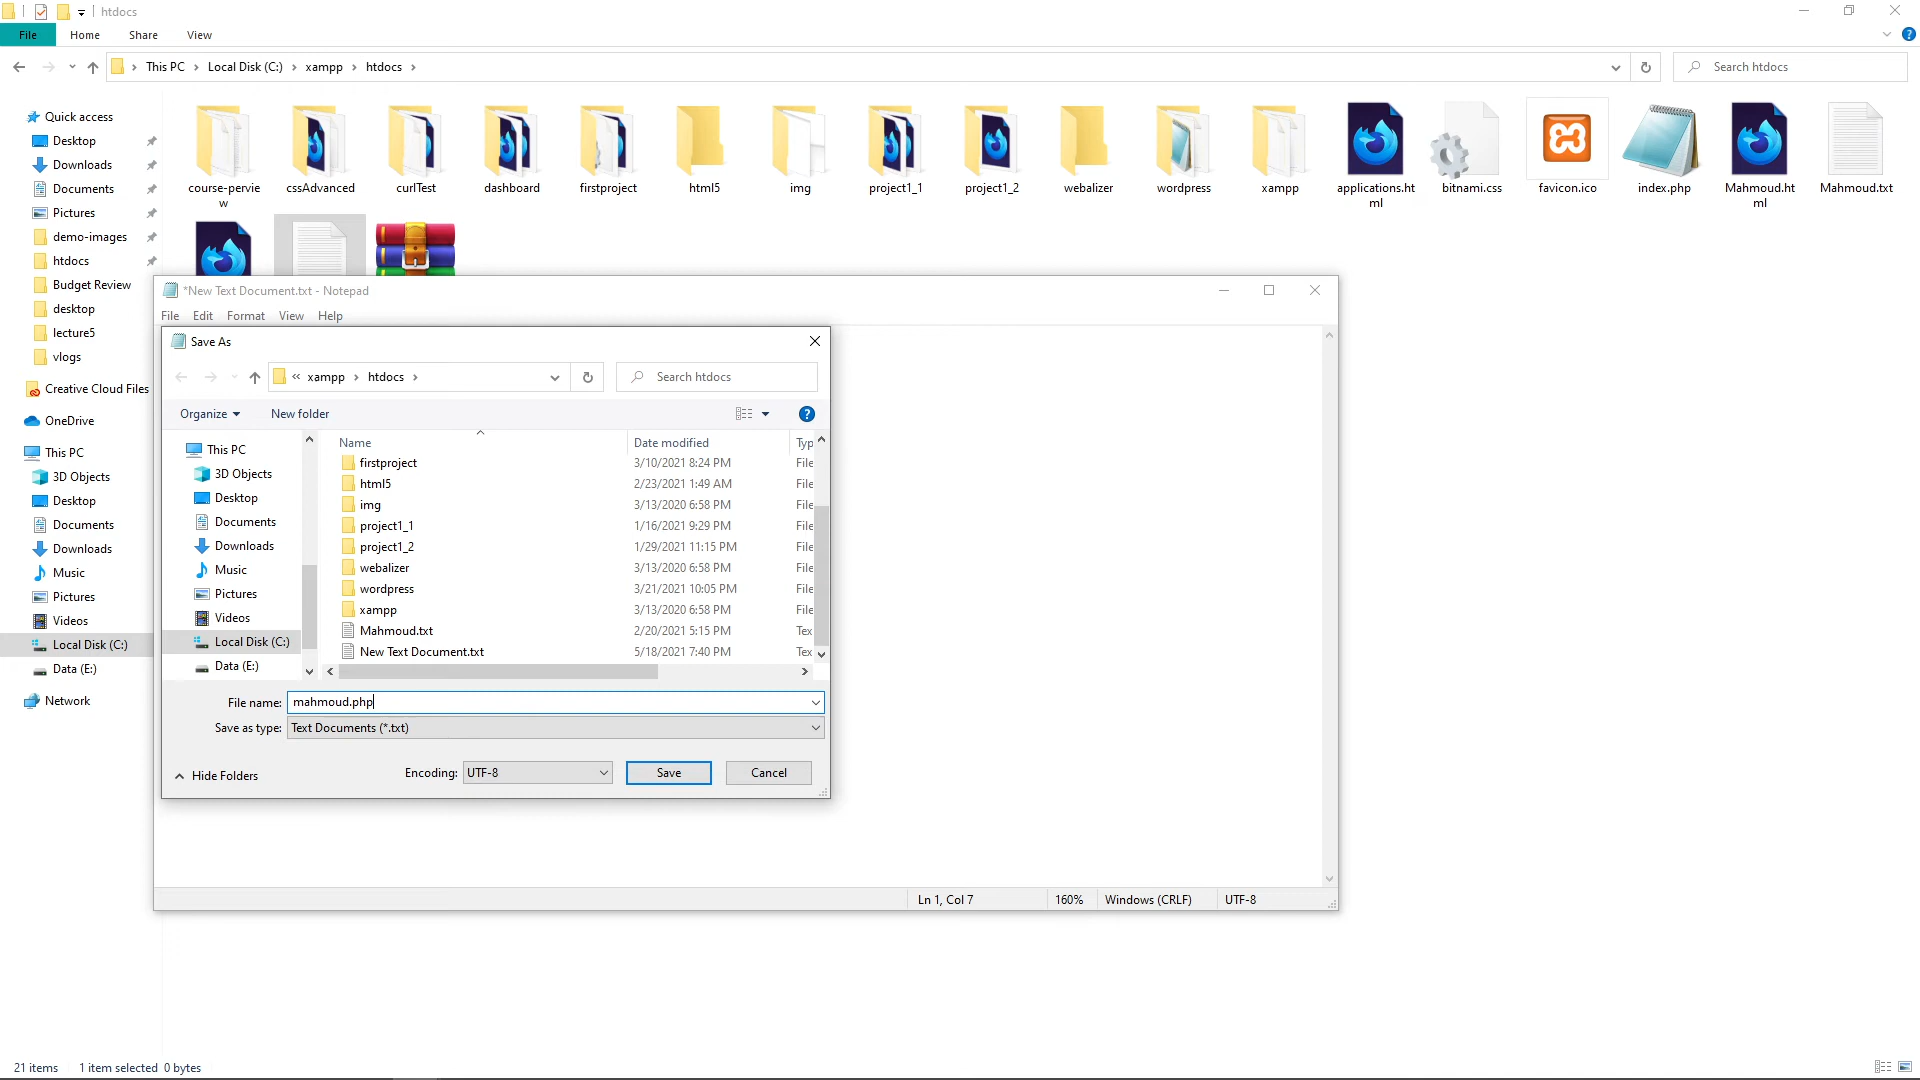 htdocs
File Home Share View
This PC Local Disk (C:) xampp htdocs
Search htdocs
Quick access
Desktop
Downloads
Documents
Pictures
demo-images
htdocs
Budget Review
desktop
lecture5
vlogs
Creative Cloud Files
OneDrive
This PC
3D Objects
Desktop
Documents
Downloads
Music
Pictures
Videos
Local Disk (C:)
Data (E:)
Network
course-pervie
w
cssAdvanced
curlTest
dashboard
firstproject
html5
img
project1_1
project1_2
webalizer
wordpress
xampp
applications.ht
ml
bitnami.css
favicon.ico
index.php
Mahmoud.ht
ml
Mahmoud.txt
*New Text Document.txt - Notepad
File Edit Format View Help
Save As
« xampp htdocs
Search htdocs
Organize New folder
This PC
3D Objects
Desktop
Documents
Downloads
Music
Pictures
Videos
Local Disk (C:)
Data (E:)
Name Date modified Typ
firstproject 3/10/2021 8:24 PM File
html5 2/23/2021 1:49 AM File
img 3/13/2020 6:58 PM File
project1_1 1/16/2021 9:29 PM File
project1_2 1/29/2021 11:15 PM File
webalizer 3/13/2020 6:58 PM File
wordpress 3/21/2021 10:05 PM File
xampp 3/13/2020 6:58 PM File
Mahmoud.txt 2/20/2021 5:15 PM Tex
New Text Document.txt 5/18/2021 7:40 PM Tex
File name: mahmoud.php
Save as type: Text Documents (*.txt)
Hide Folders
Encoding: UTF-8
Save
Cancel
Ln 1, Col 7 160% Windows (CRLF) UTF-8
21 items 1 item selected 0 bytes